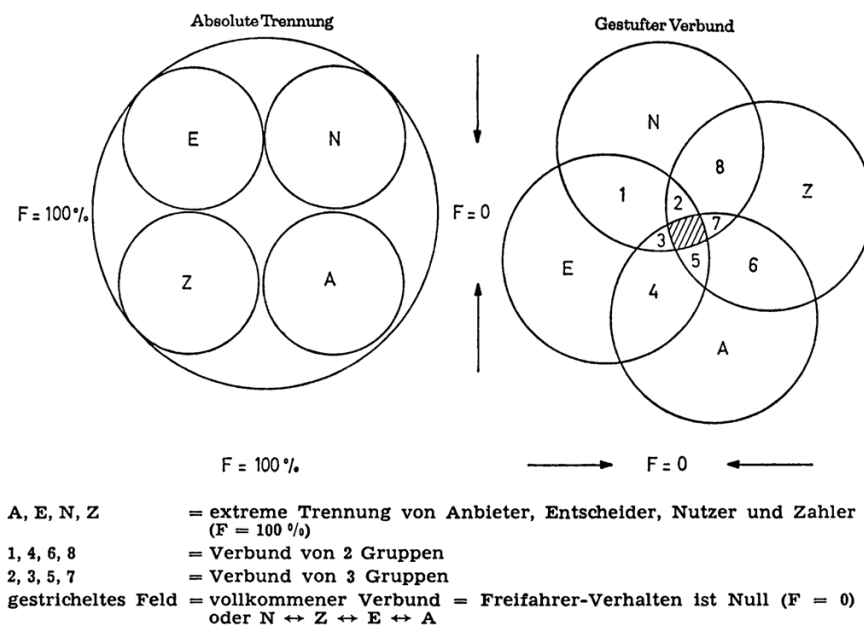 Absolute Trennung
Gestufter Verbund
E
N
Z
A
F = 100 %
F = 0
N
Z
E
A
1
2
3
4
5
6
7
8
F = 100 %
F = 0
A, E, N, Z = extreme Trennung von Anbieter, Entscheider, Nutzer und Zahler
(F = 100 %)
1, 4, 6, 8 = Verbund von 2 Gruppen
2, 3, 5, 7 = Verbund von 3 Gruppen
gestricheltes Feld = vollkommener Verbund = Freifahrer-Verhalten ist Null (F = 0)
oder N ↔ Z ↔ E ↔ A